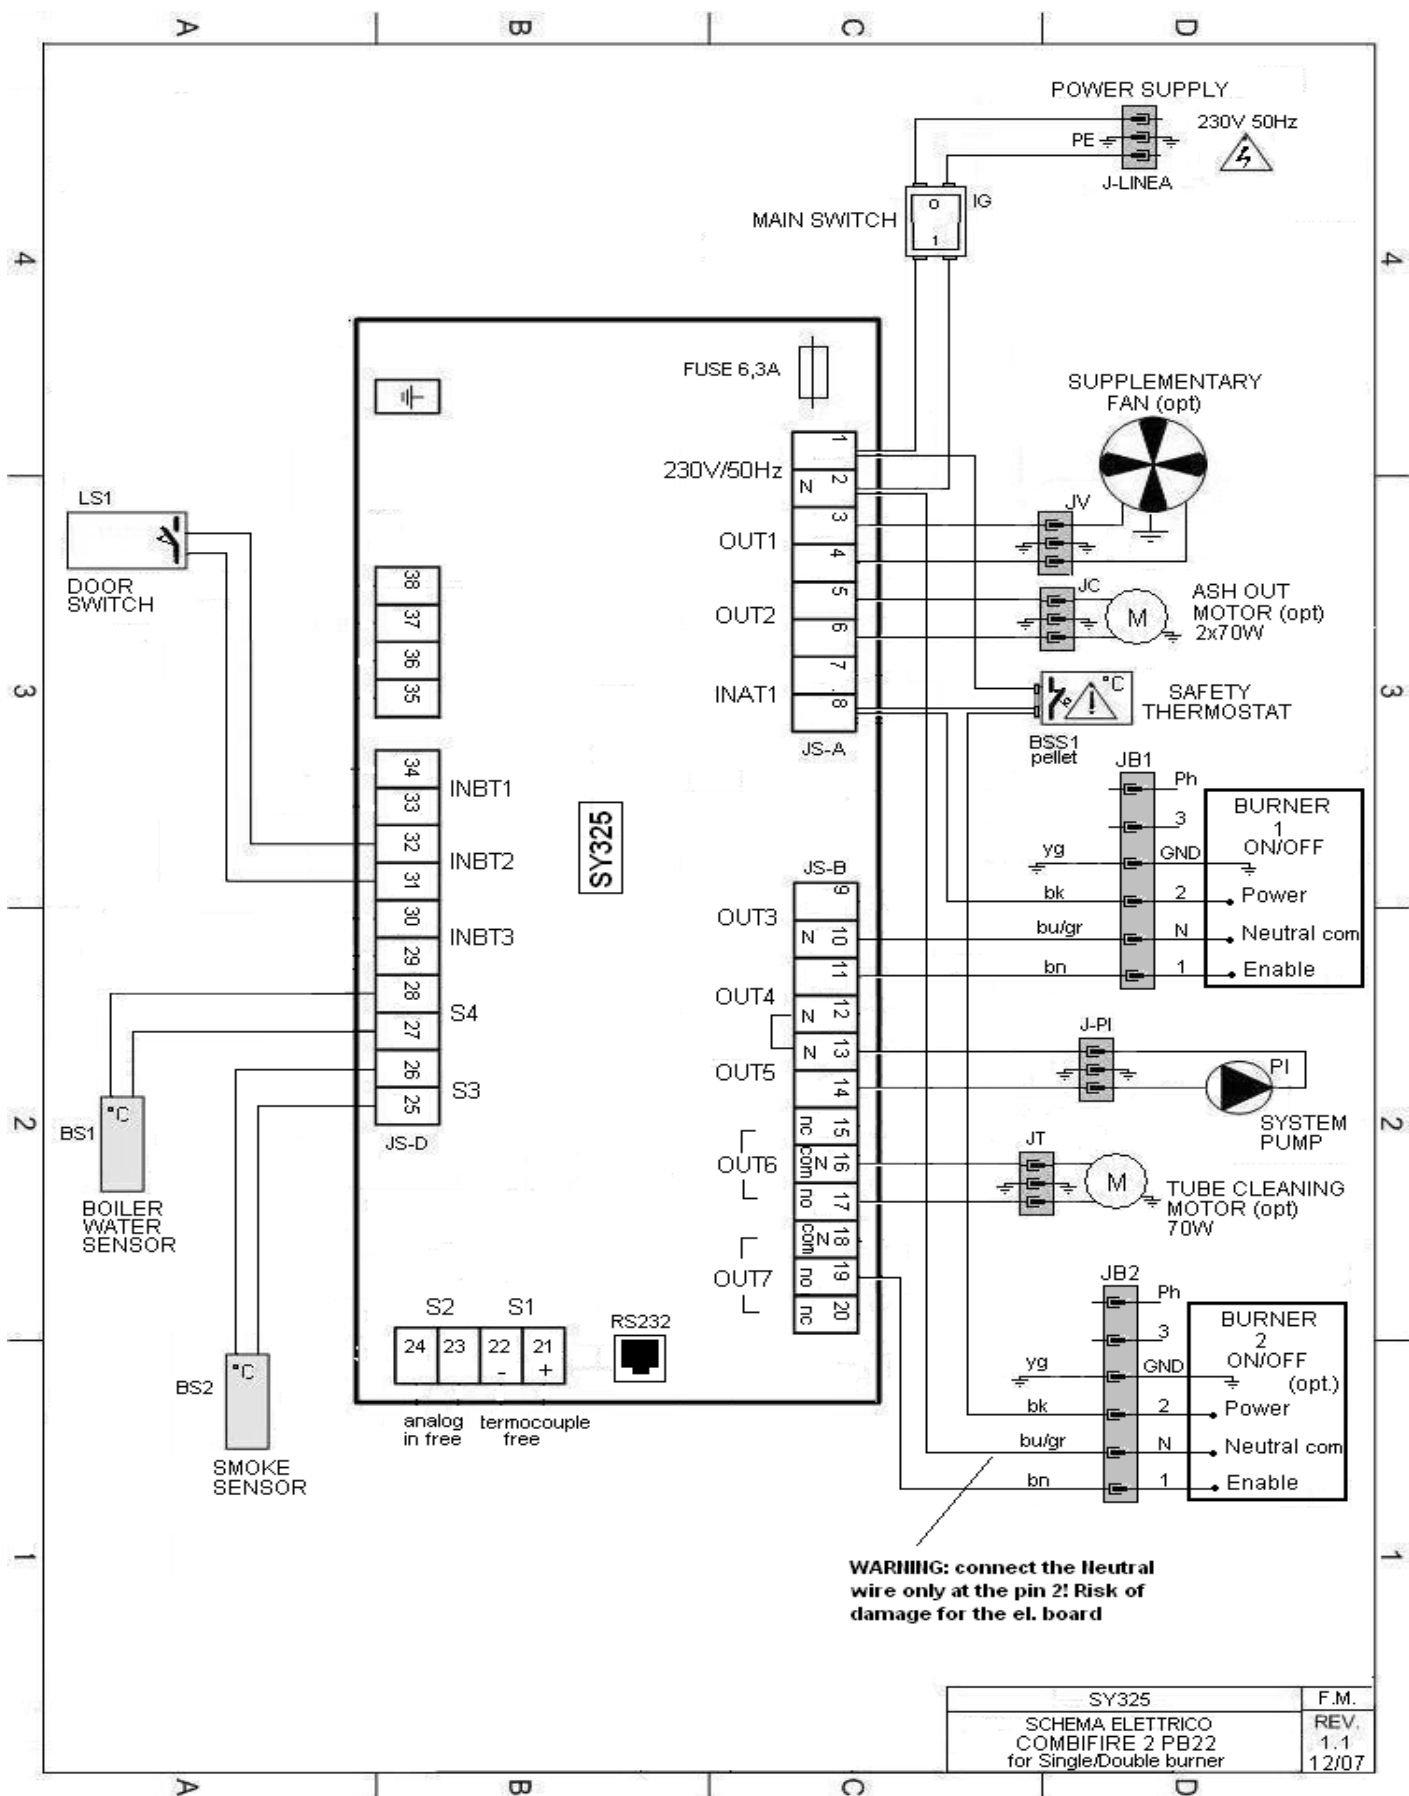 A
B
C
D
POWER SUPPLY
230V 50Hz
PE
J-LINEA
IG
0
MAIN SWITCH
1
4
4
FUSE 6,3A
SUPPLEMENTARY
FAN (opt)
1
230V/50Hz
N 2
LS1
JV
3
OUT1
4
DOOR
SWITCH
38
37
36
35
5
OUT2
6
JC
M
ASH OUT
MOTOR (opt)
2x70W
7
INAT1
8
3
3
°C
SAFETY
THERMOSTAT
JS-A
BSS1
pellet
34
INBT1
33
32
INBT2
31
30
INBT3
29
28
S4
27
26
S3
25
JS-D
SY325
JB1
Ph
3
yg
GND
bk
2
bu/gr
N
bn
1
BURNER
1
ON/OFF
Power
Neutral com
Enable
JS-B
9
OUT3
N 10
11
OUT4
N 12
N 13
OUT5
14
nc 15
OUT6
com N 16
no 17
com N 18
OUT7
no 19
nc 20
J-PI
PI
SYSTEM
PUMP
2
2
°C
BS1
BOILER
WATER
SENSOR
JT
M
TUBE CLEANING
MOTOR (opt)
70W
S2
S1
RS232
24
23
22
-
21
+
analog
in free
termocouple
free
°C
BS2
SMOKE
SENSOR
JB2
Ph
3
yg
GND
bk
2
bu/gr
N
bn
1
BURNER
2
ON/OFF
(opt.)
Power
Neutral com
Enable
1
1
WARNING: connect the Neutral
wire only at the pin 2! Risk of
damage for the el. board
SY325
F.M.
SCHEMA ELETTRICO
COMBIFIRE 2 PB22
for Single/Double burner
REV.
1.1
12/07
A
B
C
D